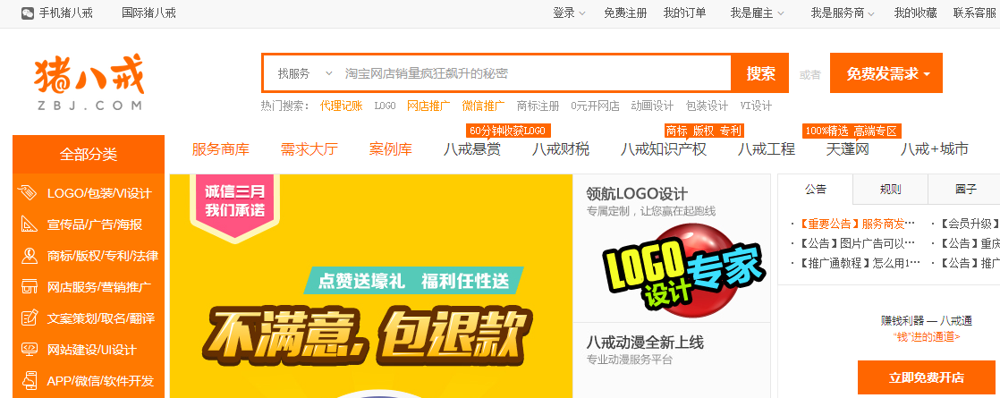 手机猪八戒 国际猪八戒 登录 免费注册 我的订单 我是雇主 我是服务商 我的收藏 联系客服
猪八戒
ZBJ.COM
找服务 淘宝网店销量疯狂飙升的秘密 搜索 或者 免费发需求
热门搜索： 代理记账 LOGO 网店推广 微信推广 商标注册 0元开网店 动画设计 包装设计 VI设计
60分钟收获LOGO 商标 版权 专利 100%精选 高端专区
全部分类 服务商库 需求大厅 案例库 八戒悬赏 八戒财税 八戒知识产权 八戒工程 天蓬网 八戒+城市
LOGO/包装/VI设计
宣传品/广告/海报
商标/版权/专利/法律
网店服务/营销推广
文案策划/取名/翻译
网站建设/UI设计
APP/微信/软件开发
诚信三月
我们承诺
点赞送壕礼 福利任性送
不满意,包退款
领航LOGO设计
专属定制，让您赢在起跑线
LOGO
设计
专家
八戒动漫全新上线
专业动漫服务平台
公告 规则 圈子
·【重要公告】服务商发… ·【会员升级】
·【公告】图片广告可以… ·【公告】重庆
·【推广通教程】怎么用1… ·【公告】推广
赚钱利器 — 八戒通
“钱”进的通道>
立即免费开店